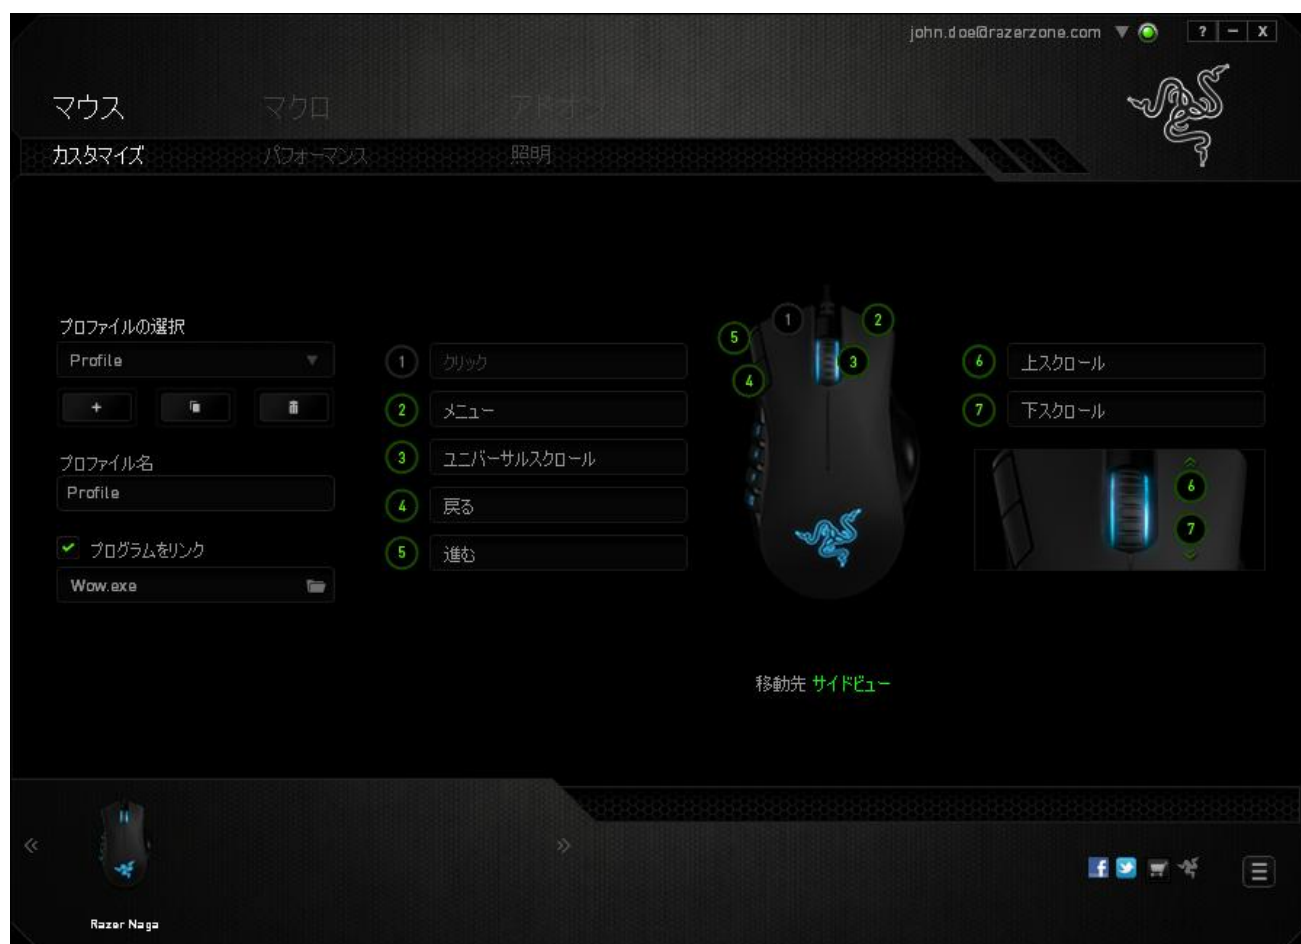 john.doe@razerzone.com
? − X
マウス マクロ アドオン
カスタマイズ パフォーマンス 照明
プロファイルの選択
Profile
プロファイル名
Profile
プログラムをリンク
Wow.exe
1 クリック
2 メニュー
3 ユニバーサルスクロール
4 戻る
5 進む
1
2
3
4
5
6 上スクロール
7 下スクロール
6
7
移動先 サイドビュー
Razer Naga